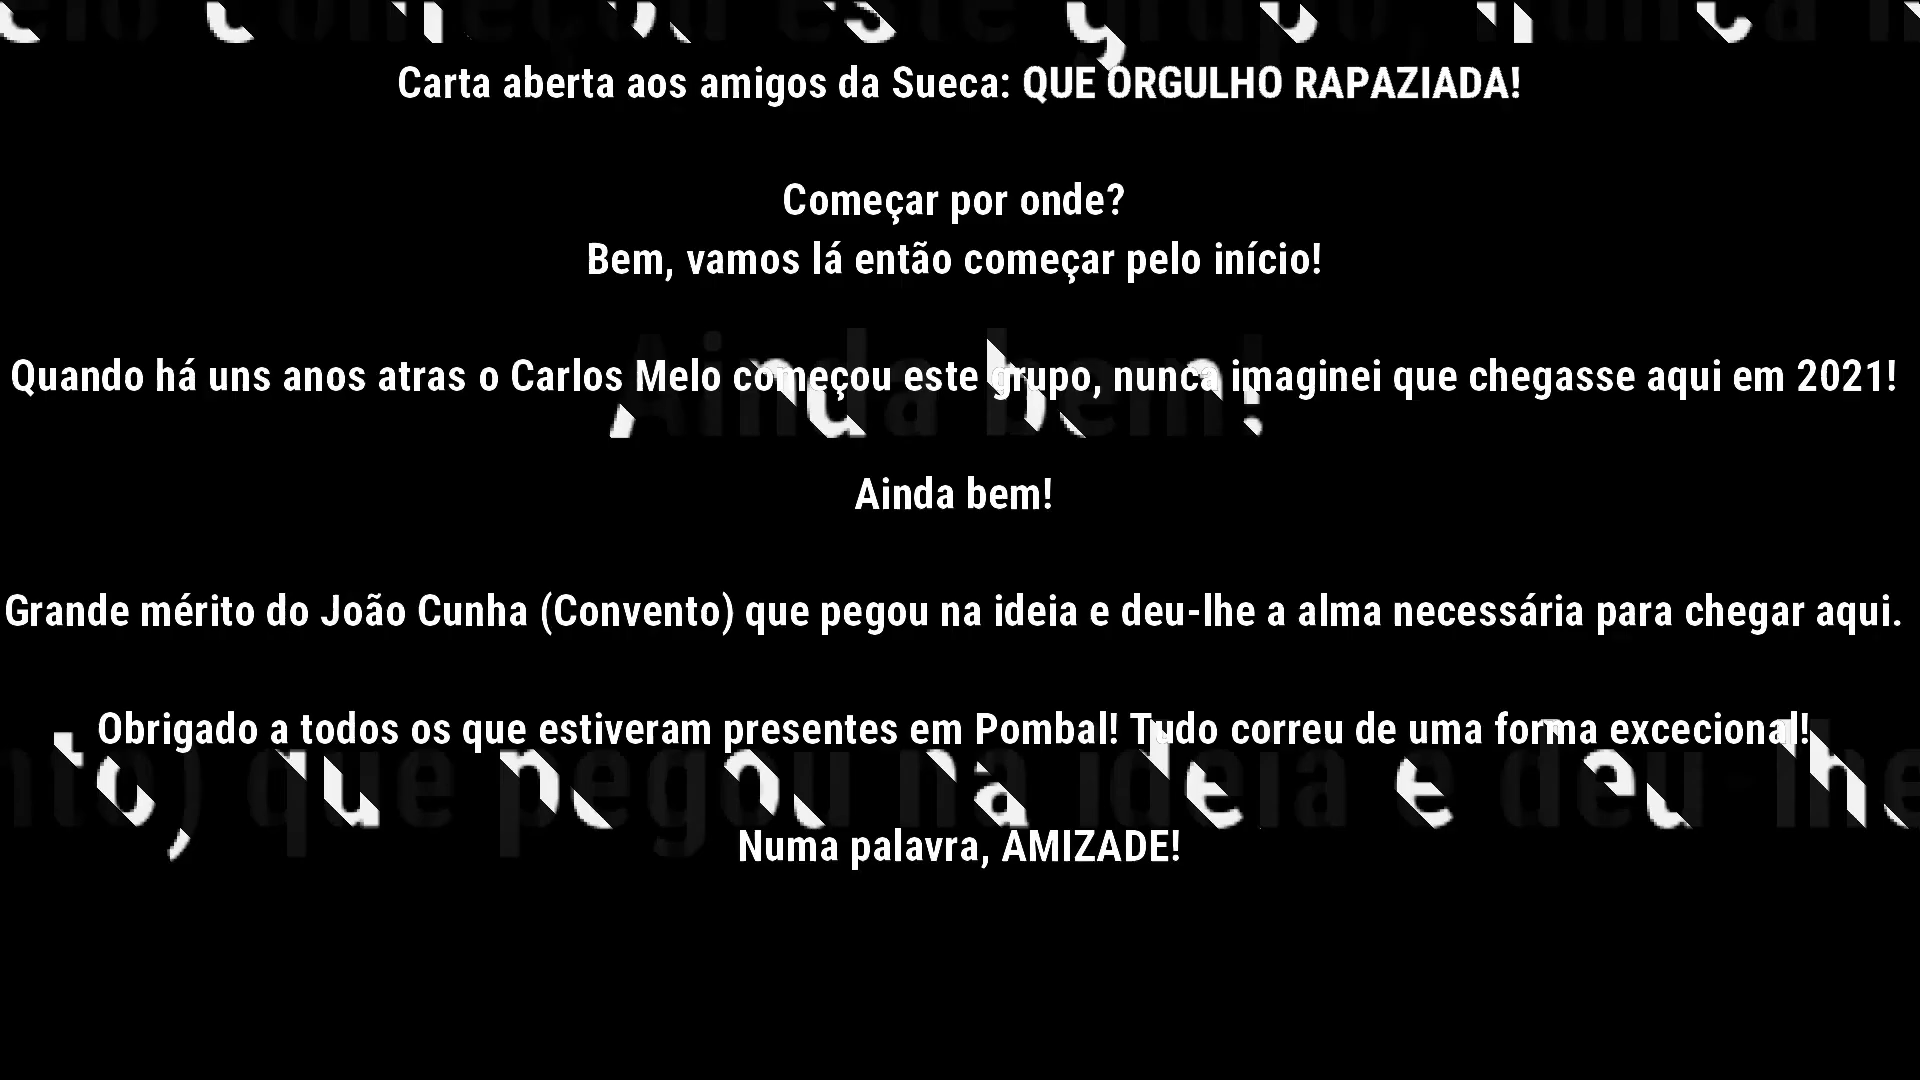 Carta aberta aos amigos da Sueca: QUE ORGULHO RAPAZIADA!
Começar por onde?
Bem, vamos lá então começar pelo início!
Quando há uns anos atras o Carlos Melo começou este grupo, nunca imaginei que chegasse aqui em 2021!
Ainda bem!
Grande mérito do João Cunha (Convento) que pegou na ideia e deu-lhe a alma necessária para chegar aqui.
Obrigado a todos os que estiveram presentes em Pombal! Tudo correu de uma forma excecional!
Numa palavra, AMIZADE!